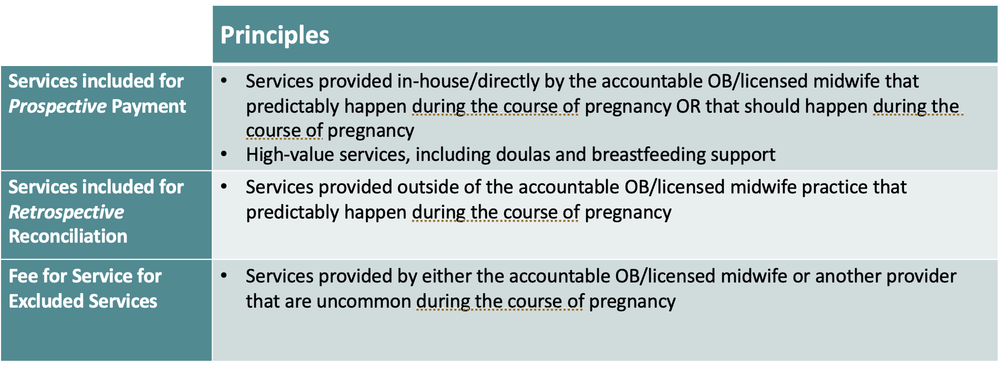 Principles
Services included for
Prospective Payment
• Services provided in-house/directly by the accountable OB/licensed midwife that
predictably happen during the course of pregnancy OR that should happen during the
course of pregnancy
• High-value services, including doulas and breastfeeding support
Services included for
Retrospective
Reconciliation
• Services provided outside of the accountable OB/licensed midwife practice that
predictably happen during the course of pregnancy
Fee for Service for
Excluded Services
• Services provided by either the accountable OB/licensed midwife or another provider
that are uncommon during the course of pregnancy